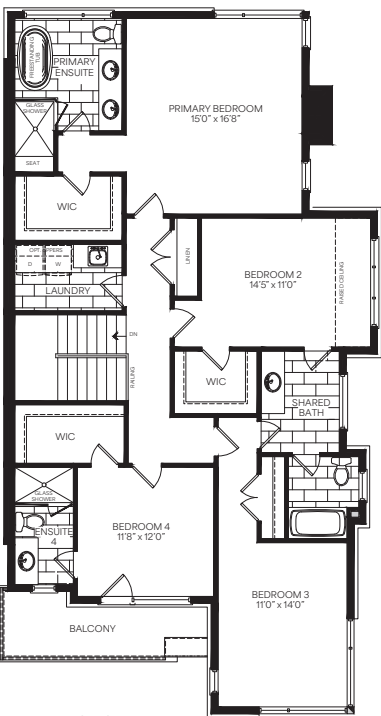 FREESTANDING
TUB
PRIMARY
ENSUITE
GLASS
SHOWER
SEAT
PRIMARY BEDROOM
15'0" x 16'8"
WIC
LINEN
OPT. UPPERS
D
W
LAUNDRY
BEDROOM 2
14'5" x 11'0"
RAISED CEILING
DN
RAILING
WIC
SHARED
BATH
WIC
GLASS
SHOWER
ENSUITE
4
BEDROOM 4
11'8" x 12'0"
BEDROOM 3
11'0" x 14'0"
BALCONY